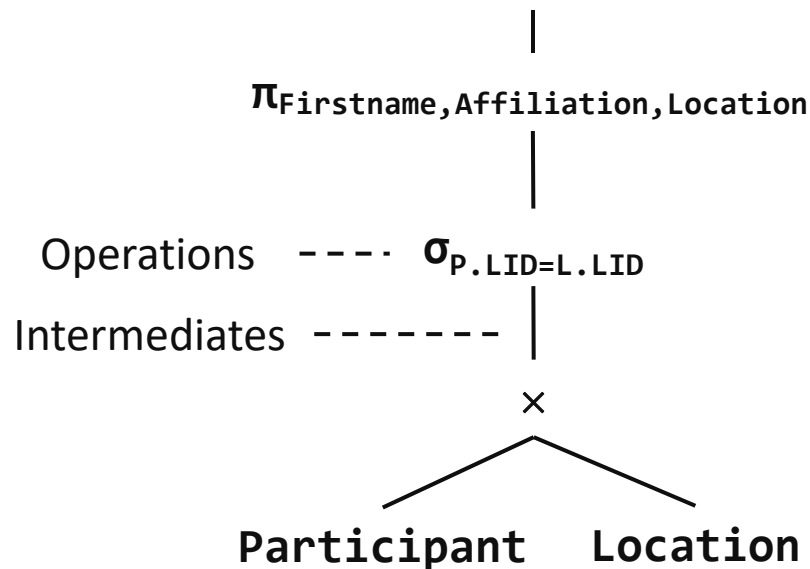 πFirstname,Affiliation,Location
Operations σP.LID=L.LID
Intermediates
×
Participant Location